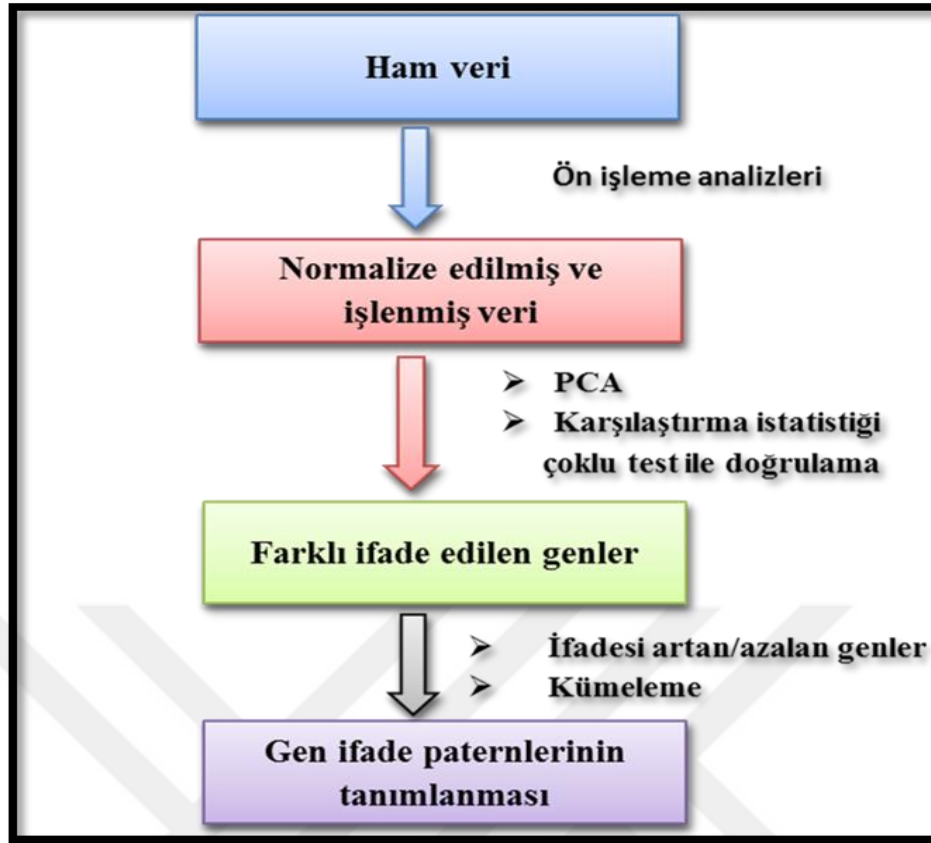 Ham veri
Ön işleme analizleri
Normalize edilmiş ve
işlenmiş veri
➢ PCA
➢ Karşılaştırma istatistiği
çoklu test ile doğrulama
Farklı ifade edilen genler
➢ İfadesi artan/azalan genler
➢ Kümeleme
Gen ifade paternlerinin
tanımlanması